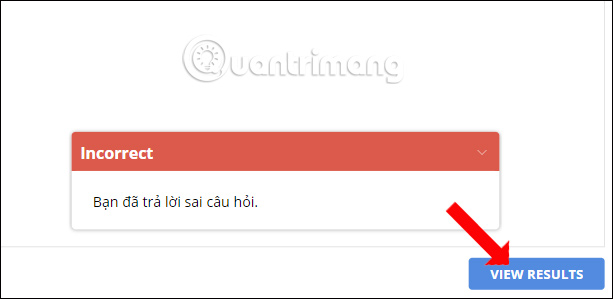 Quantrimang
Incorrect
Bạn đã trả lời sai câu hỏi.
VIEW RESULTS